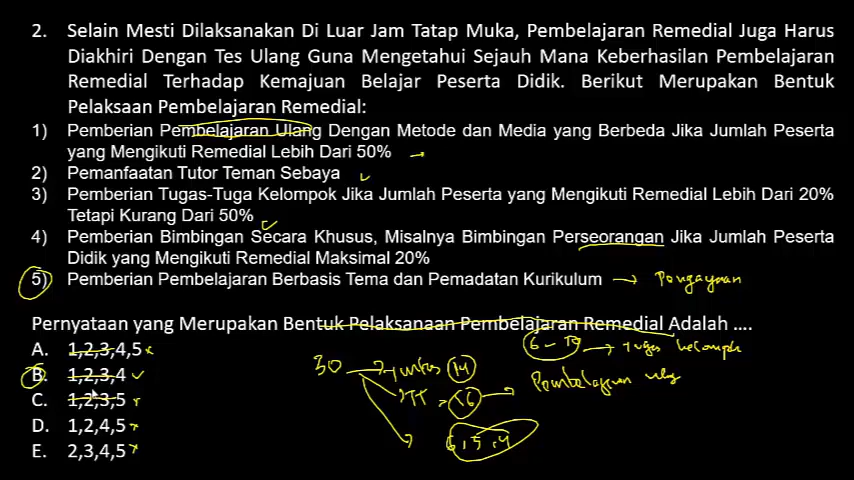 2. Selain Mesti Dilaksanakan Di Luar Jam Tatap Muka, Pembelajaran Remedial Juga Harus
Diakhiri Dengan Tes Ulang Guna Mengetahui Sejauh Mana Keberhasilan Pembelajaran
Remedial Terhadap Kemajuan Belajar Peserta Didik. Berikut Merupakan Bentuk
Pelaksaan Pembelajaran Remedial:
1) Pemberian Pembelajaran Ulang Dengan Metode dan Media yang Berbeda Jika Jumlah Peserta
yang Mengikuti Remedial Lebih Dari 50%
2) Pemanfaatan Tutor Teman Sebaya
3) Pemberian Tugas-Tuga Kelompok Jika Jumlah Peserta yang Mengikuti Remedial Lebih Dari 20%
Tetapi Kurang Dari 50%
4) Pemberian Bimbingan Secara Khusus, Misalnya Bimbingan Perseorangan Jika Jumlah Peserta
Didik yang Mengikuti Remedial Maksimal 20%
5) Pemberian Pembelajaran Berbasis Tema dan Pemadatan Kurikulum → Pengayaan
Pernyataan yang Merupakan Bentuk Pelaksanaan Pembelajaran Remedial Adalah ....
A. 1,2,3,4,5
B. 1,2,3,4
C. 1,2,3,5
D. 1,2,4,5
E. 2,3,4,5
→ Tugas kelompok
30 → Tuntas 14
TT = 16 → Pembelajaran
6,5,4